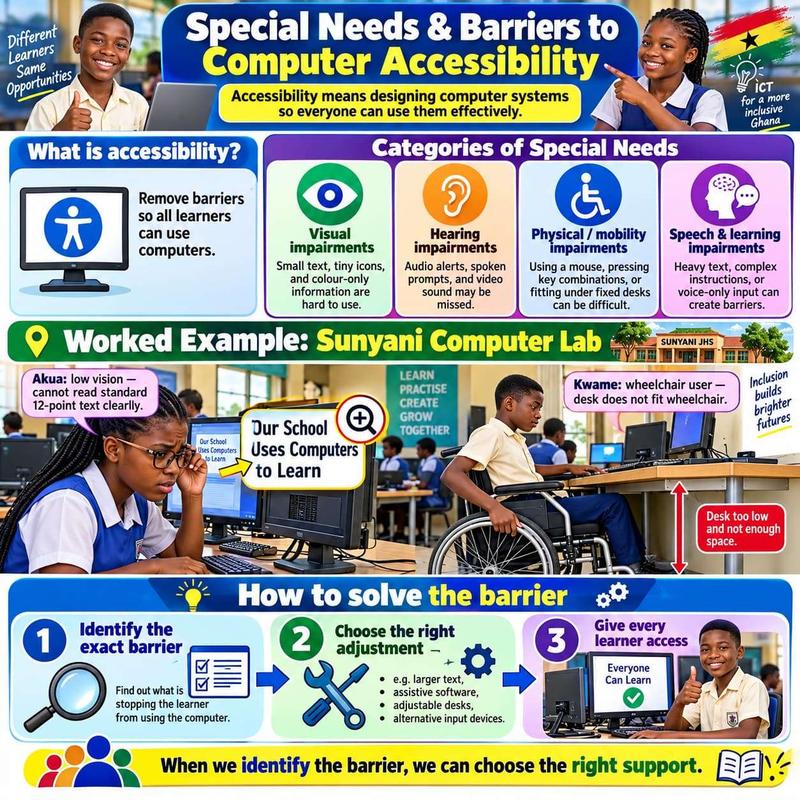 Different
Learners
Same
Opportunities
Special Needs & Barriers to
Computer Accessibility
Accessibility means designing computer systems
so everyone can use them effectively.
ICT
for a more
inclusive
Ghana
What is accessibility?
Remove barriers
so all learners
can use
computers.
Categories of Special Needs
Visual
impairments
Small text, tiny icons,
and colour-only
information are
hard to use.
Hearing
impairments
Audio alerts, spoken
prompts, and video
sound may be
missed.
Physical / mobility
impairments
Using a mouse, pressing
key combinations, or
fitting under fixed desks
can be difficult.
Speech & learning
impairments
Heavy text, complex
instructions, or
voice-only input can
create barriers.
Worked Example: Sunyani Computer Lab
SUNYANI JHS
Akua: low vision —
cannot read standard
12-point text clearlly.
Our School
Uses Computers
to Learn
Our School
Uses Computers
to Learn
LEARN
PRACTISE
CREATE
GROW
TOGETHER
Kwame: wheelchair user —
desk does not fit wheelchair.
Inclusion
builds
brighter
futures
Desk too low
and not enough
space.
How to solve the barrier
1
Identify the
exact barrier
Find out what is
stopping the learner
from using the computer.
2
Choose the right
adjustment —
• e.g. larger text,
• assistive software,
• adjustable desks,
• alternative input devices.
3
Give every
learner access
Everyone
Can Learn
When we identify the barrier, we can choose the right support.